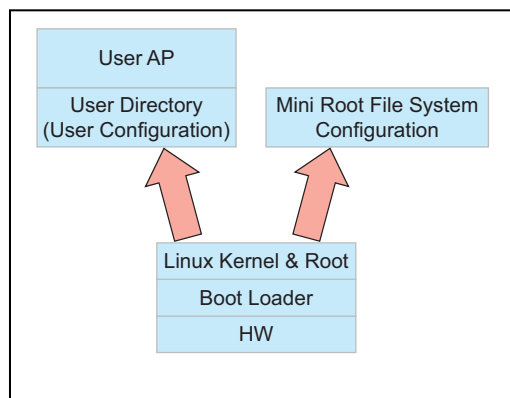 User AP
User Directory
(User Configuration)
Mini Root File System
Configuration
Linux Kernel & Root
Boot Loader
HW